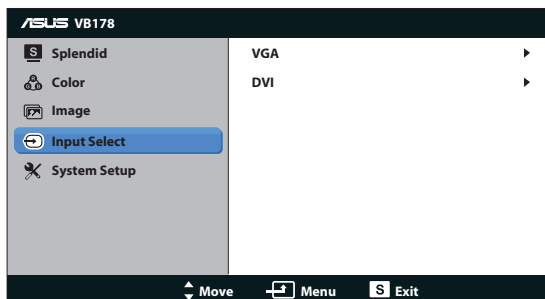 ASUS VB178
S Splendid
Color
Image
Input Select
System Setup
VGA
DVI
Move Menu S Exit